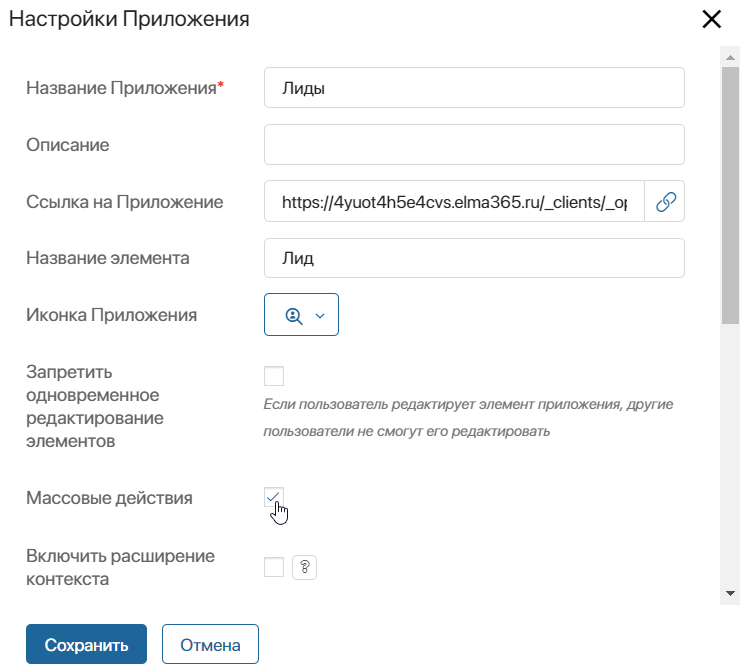 Настройки Приложения
Название Приложения* Лиды
Описание
Ссылка на Приложение https://4yuot4h5e4cvs.elma365.ru/_clients/_op
Название элемента Лид
Иконка Приложения
Запретить
одновременное
редактирование
элементов
Если пользователь редактирует элемент приложения, другие
пользователи не смогут его редактировать
Массовые действия
Включить расширение
контекста
?
Сохранить Отмена